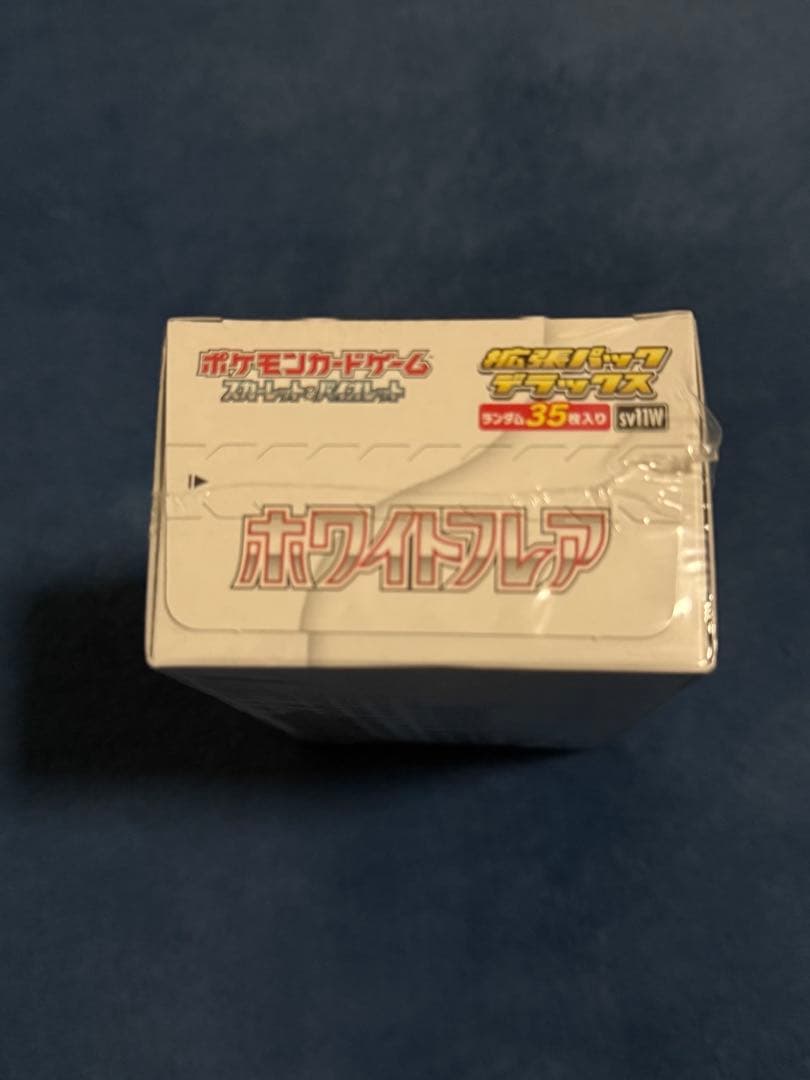 ポケモンカードゲーム
スカーレット&バイオレット
拡張パック
デラックス
ランダム35枚入り
sv11W
ホワイトフレア